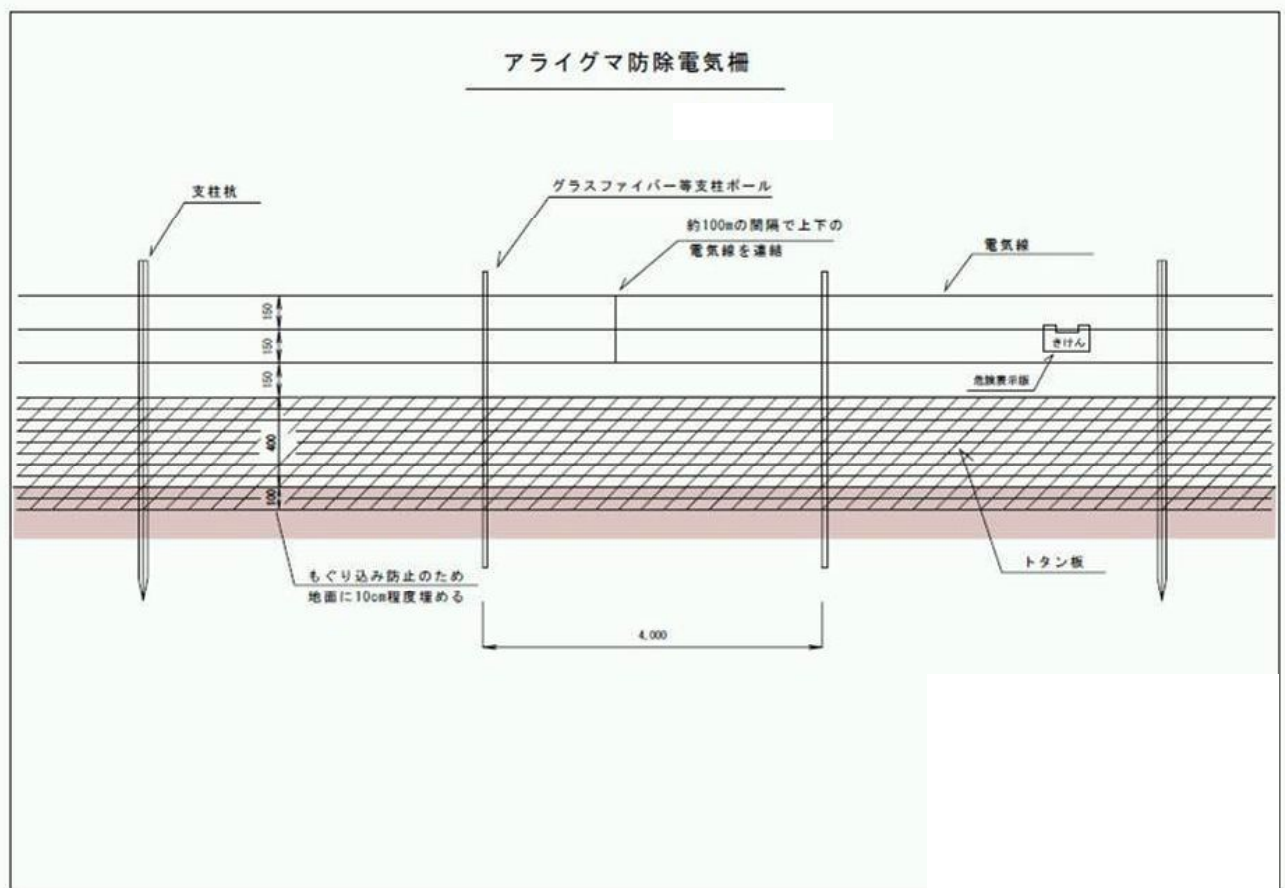 アライグマ防除電気柵
支柱杭
グラスファイバー等支柱ポール
約100mの間隔で上下の
電気線を連結
電気線
150
150
きけん
150
危険表示版
400
100
トタン板
もぐり込み防止のため
地面に10cm程度埋める
4,000